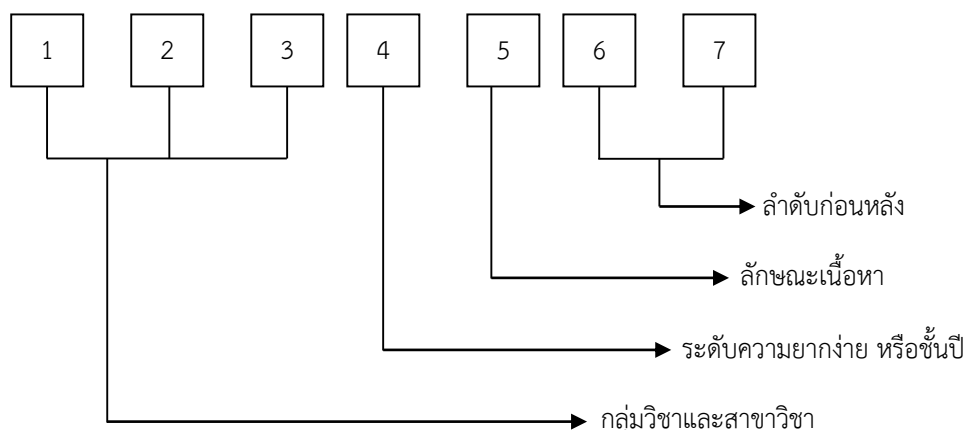 1 2 3 4 5 6 7
ลำดับก่อนหลัง
ลักษณะเนื้อหา
ระดับความยากง่าย หรือชั้นปี
กลุ่มวิชาและสาขาวิชา